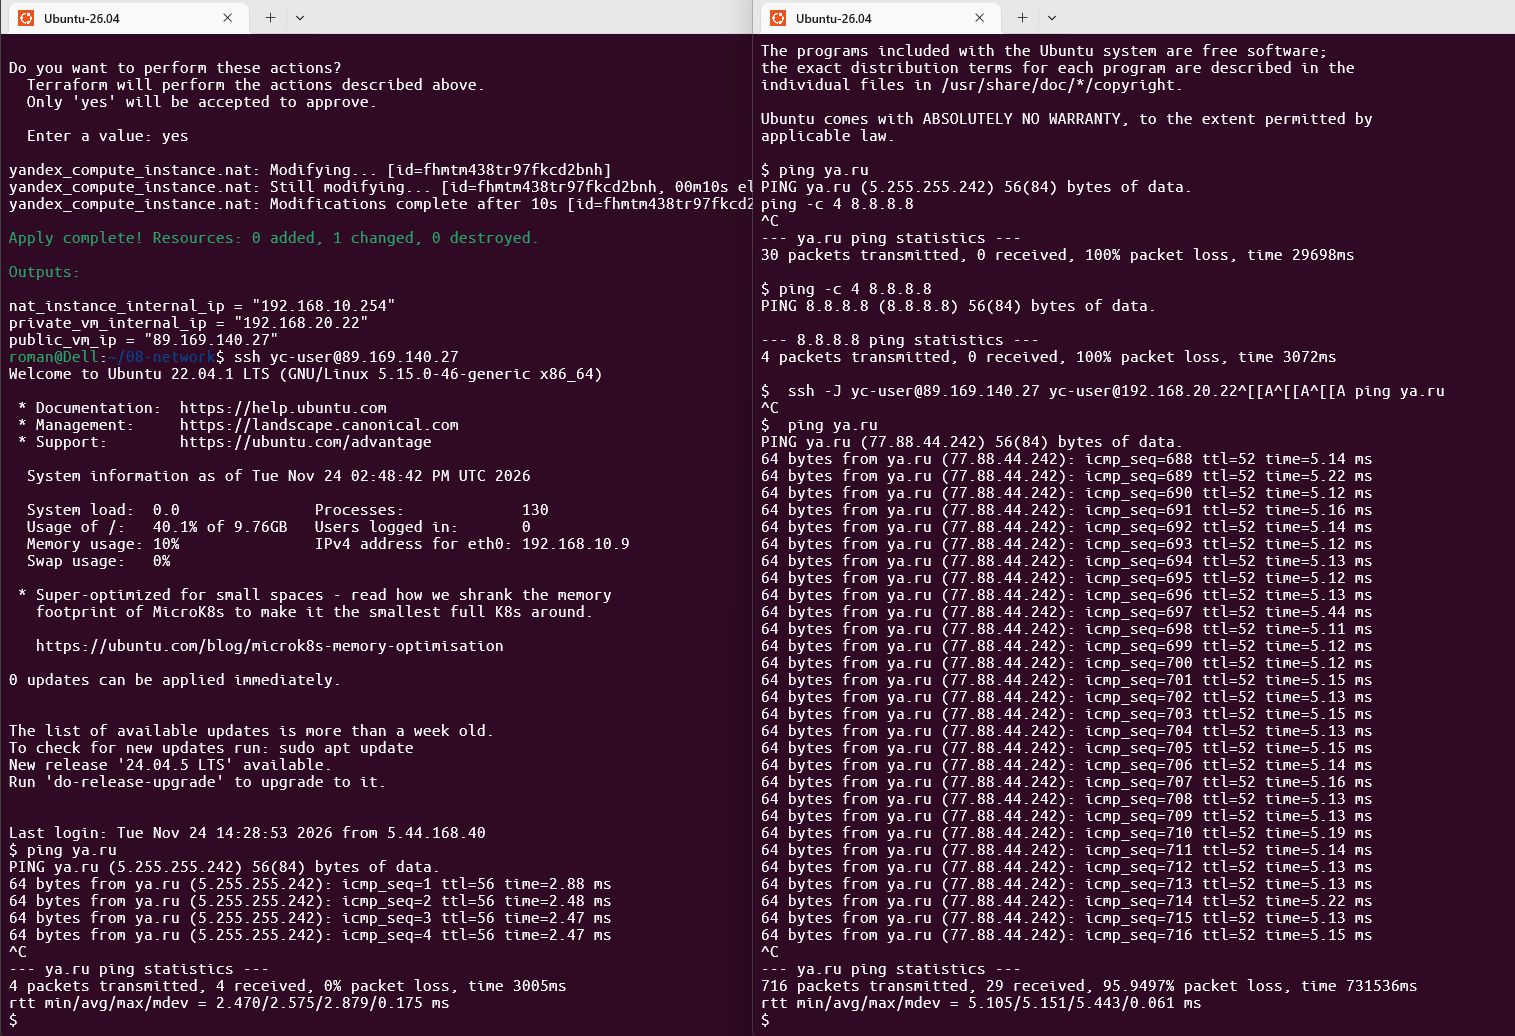 Ubuntu-26.04
Do you want to perform these actions?
Terraform will perform the actions described above.
Only 'yes' will be accepted to approve.
Enter a value: yes
yandex_compute_instance.nat: Modifying... [id=fhmtm438tr97fkcd2bnh]
yandex_compute_instance.nat: Still modifying... [id=fhmtm438tr97fkcd2bnh, 00m10s el
yandex_compute_instance.nat: Modifications complete after 10s [id=fhmtm438tr97fkcd2
Apply complete! Resources: 0 added, 1 changed, 0 destroyed.
Outputs:
nat_instance_internal_ip = "192.168.10.254"
private_vm_internal_ip = "192.168.20.22"
public_vm_ip = "89.169.140.27"
roman@Dell:~/08-network$ ssh yc-user@89.169.140.27
Welcome to Ubuntu 22.04.1 LTS (GNU/Linux 5.15.0-46-generic x86_64)
* Documentation:  https://help.ubuntu.com
* Management:     https://landscape.canonical.com
* Support:        https://ubuntu.com/advantage
System information as of Tue Nov 24 02:48:42 PM UTC 2026
System load:  0.0               Processes:             130
Usage of /:   40.1% of 9.76GB   Users logged in:       0
Memory usage: 10%               IPv4 address for eth0: 192.168.10.9
Swap usage:   0%
* Super-optimized for small spaces - read how we shrank the memory
footprint of MicroK8s to make it the smallest full K8s around.
https://ubuntu.com/blog/microk8s-memory-optimisation
0 updates can be applied immediately.
The list of available updates is more than a week old.
To check for new updates run: sudo apt update
New release '24.04.5 LTS' available.
Run 'do-release-upgrade' to upgrade to it.
Last login: Tue Nov 24 14:28:53 2026 from 5.44.168.40
$ ping ya.ru
PING ya.ru (5.255.255.242) 56(84) bytes of data.
64 bytes from ya.ru (5.255.255.242): icmp_seq=1 ttl=56 time=2.88 ms
64 bytes from ya.ru (5.255.255.242): icmp_seq=2 ttl=56 time=2.48 ms
64 bytes from ya.ru (5.255.255.242): icmp_seq=3 ttl=56 time=2.47 ms
64 bytes from ya.ru (5.255.255.242): icmp_seq=4 ttl=56 time=2.47 ms
^C
--- ya.ru ping statistics ---
4 packets transmitted, 4 received, 0% packet loss, time 3005ms
rtt min/avg/max/mdev = 2.470/2.575/2.879/0.175 ms
$
Ubuntu-26.04
The programs included with the Ubuntu system are free software;
the exact distribution terms for each program are described in the
individual files in /usr/share/doc/*/copyright.
Ubuntu comes with ABSOLUTELY NO WARRANTY, to the extent permitted by
applicable law.
$ ping ya.ru
PING ya.ru (5.255.255.242) 56(84) bytes of data.
ping -c 4 8.8.8.8
^C
--- ya.ru ping statistics ---
30 packets transmitted, 0 received, 100% packet loss, time 29698ms
$ ping -c 4 8.8.8.8
PING 8.8.8.8 (8.8.8.8) 56(84) bytes of data.
--- 8.8.8.8 ping statistics ---
4 packets transmitted, 0 received, 100% packet loss, time 3072ms
$  ssh -J yc-user@89.169.140.27 yc-user@192.168.20.22^[[A^[[A^[[A ping ya.ru
^C
$  ping ya.ru
PING ya.ru (77.88.44.242) 56(84) bytes of data.
64 bytes from ya.ru (77.88.44.242): icmp_seq=688 ttl=52 time=5.14 ms
64 bytes from ya.ru (77.88.44.242): icmp_seq=689 ttl=52 time=5.22 ms
64 bytes from ya.ru (77.88.44.242): icmp_seq=690 ttl=52 time=5.12 ms
64 bytes from ya.ru (77.88.44.242): icmp_seq=691 ttl=52 time=5.16 ms
64 bytes from ya.ru (77.88.44.242): icmp_seq=692 ttl=52 time=5.14 ms
64 bytes from ya.ru (77.88.44.242): icmp_seq=693 ttl=52 time=5.12 ms
64 bytes from ya.ru (77.88.44.242): icmp_seq=694 ttl=52 time=5.13 ms
64 bytes from ya.ru (77.88.44.242): icmp_seq=695 ttl=52 time=5.12 ms
64 bytes from ya.ru (77.88.44.242): icmp_seq=696 ttl=52 time=5.13 ms
64 bytes from ya.ru (77.88.44.242): icmp_seq=697 ttl=52 time=5.44 ms
64 bytes from ya.ru (77.88.44.242): icmp_seq=698 ttl=52 time=5.11 ms
64 bytes from ya.ru (77.88.44.242): icmp_seq=699 ttl=52 time=5.12 ms
64 bytes from ya.ru (77.88.44.242): icmp_seq=700 ttl=52 time=5.12 ms
64 bytes from ya.ru (77.88.44.242): icmp_seq=701 ttl=52 time=5.15 ms
64 bytes from ya.ru (77.88.44.242): icmp_seq=702 ttl=52 time=5.13 ms
64 bytes from ya.ru (77.88.44.242): icmp_seq=703 ttl=52 time=5.15 ms
64 bytes from ya.ru (77.88.44.242): icmp_seq=704 ttl=52 time=5.13 ms
64 bytes from ya.ru (77.88.44.242): icmp_seq=705 ttl=52 time=5.15 ms
64 bytes from ya.ru (77.88.44.242): icmp_seq=706 ttl=52 time=5.14 ms
64 bytes from ya.ru (77.88.44.242): icmp_seq=707 ttl=52 time=5.16 ms
64 bytes from ya.ru (77.88.44.242): icmp_seq=708 ttl=52 time=5.13 ms
64 bytes from ya.ru (77.88.44.242): icmp_seq=709 ttl=52 time=5.13 ms
64 bytes from ya.ru (77.88.44.242): icmp_seq=710 ttl=52 time=5.19 ms
64 bytes from ya.ru (77.88.44.242): icmp_seq=711 ttl=52 time=5.14 ms
64 bytes from ya.ru (77.88.44.242): icmp_seq=712 ttl=52 time=5.13 ms
64 bytes from ya.ru (77.88.44.242): icmp_seq=713 ttl=52 time=5.13 ms
64 bytes from ya.ru (77.88.44.242): icmp_seq=714 ttl=52 time=5.22 ms
64 bytes from ya.ru (77.88.44.242): icmp_seq=715 ttl=52 time=5.13 ms
64 bytes from ya.ru (77.88.44.242): icmp_seq=716 ttl=52 time=5.15 ms
^C
--- ya.ru ping statistics ---
716 packets transmitted, 29 received, 95.9497% packet loss, time 731536ms
rtt min/avg/max/mdev = 5.105/5.151/5.443/0.061 ms
$